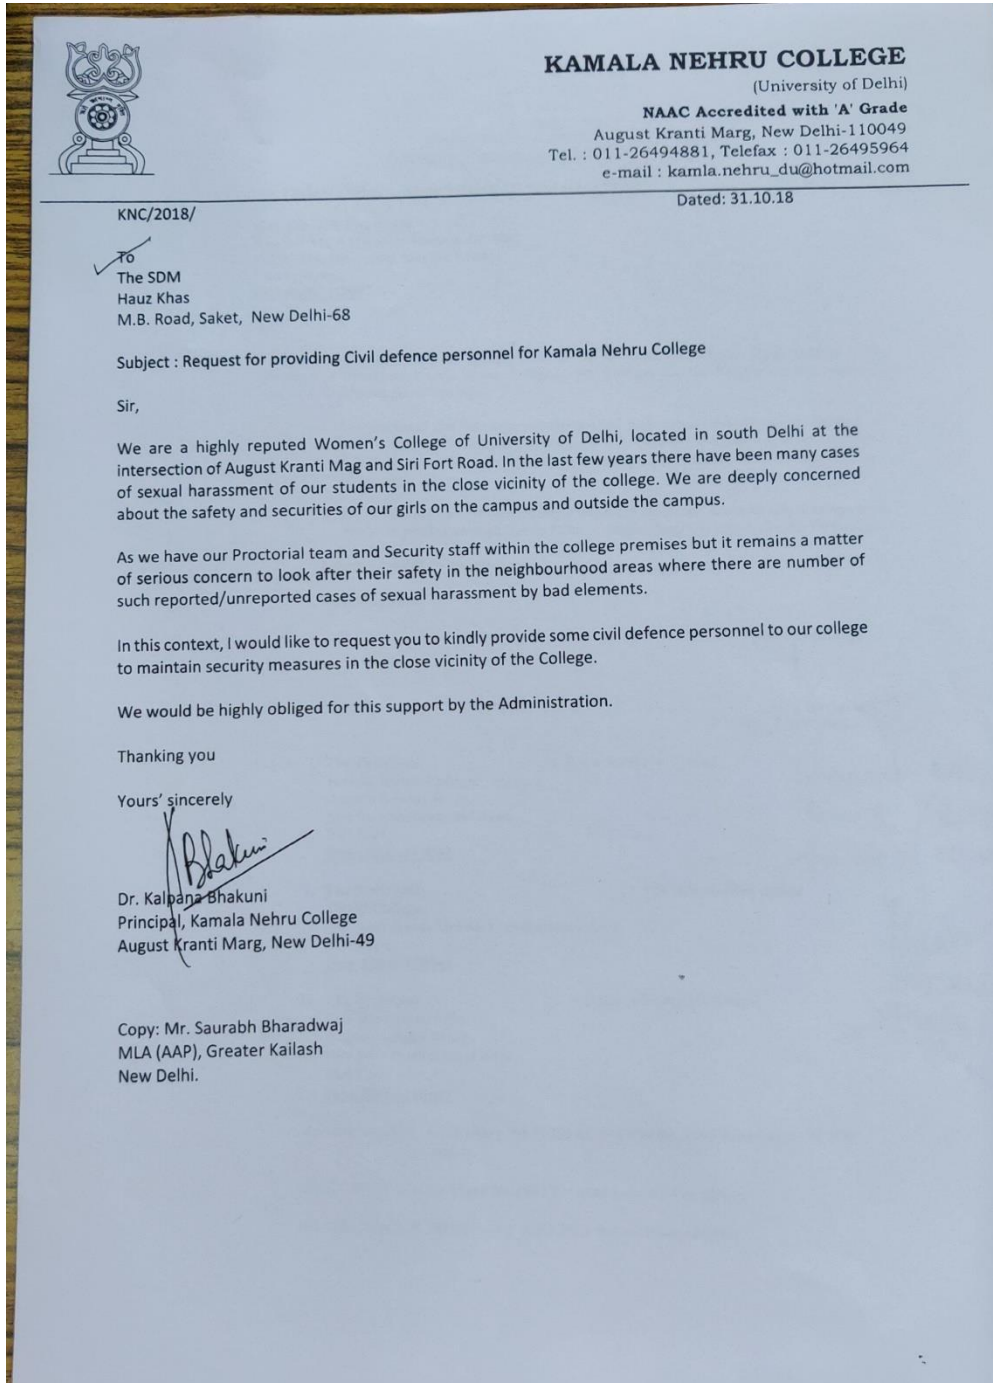 KAMALA NEHRU COLLEGE
(University of Delhi)
NAAC Accredited with 'A' Grade
August Kranti Marg, New Delhi-110049
Tel. : 011-26494881, Telefax : 011-26495964
e-mail : kamla.nehru_du@hotmail.com
KNC/2018/
Dated: 31.10.18
To
The SDM
Hauz Khas
M.B. Road, Saket, New Delhi-68
Subject : Request for providing Civil defence personnel for Kamala Nehru College
Sir,
We are a highly reputed Women's College of University of Delhi, located in south Delhi at the
intersection of August Kranti Mag and Siri Fort Road. In the last few years there have been many cases
of sexual harassment of our students in the close vicinity of the college. We are deeply concerned
about the safety and securities of our girls on the campus and outside the campus.
As we have our Proctorial team and Security staff within the college premises but it remains a matter
of serious concern to look after their safety in the neighbourhood areas where there are number of
such reported/unreported cases of sexual harassment by bad elements.
In this context, I would like to request you to kindly provide some civil defence personnel to our college
to maintain security measures in the close vicinity of the College.
We would be highly obliged for this support by the Administration.
Thanking you
Yours' sincerely
Bhakuni
Dr. Kalpana Bhakuni
Principal, Kamala Nehru College
August Kranti Marg, New Delhi-49
Copy: Mr. Saurabh Bharadwaj
MLA (AAP), Greater Kailash
New Delhi.